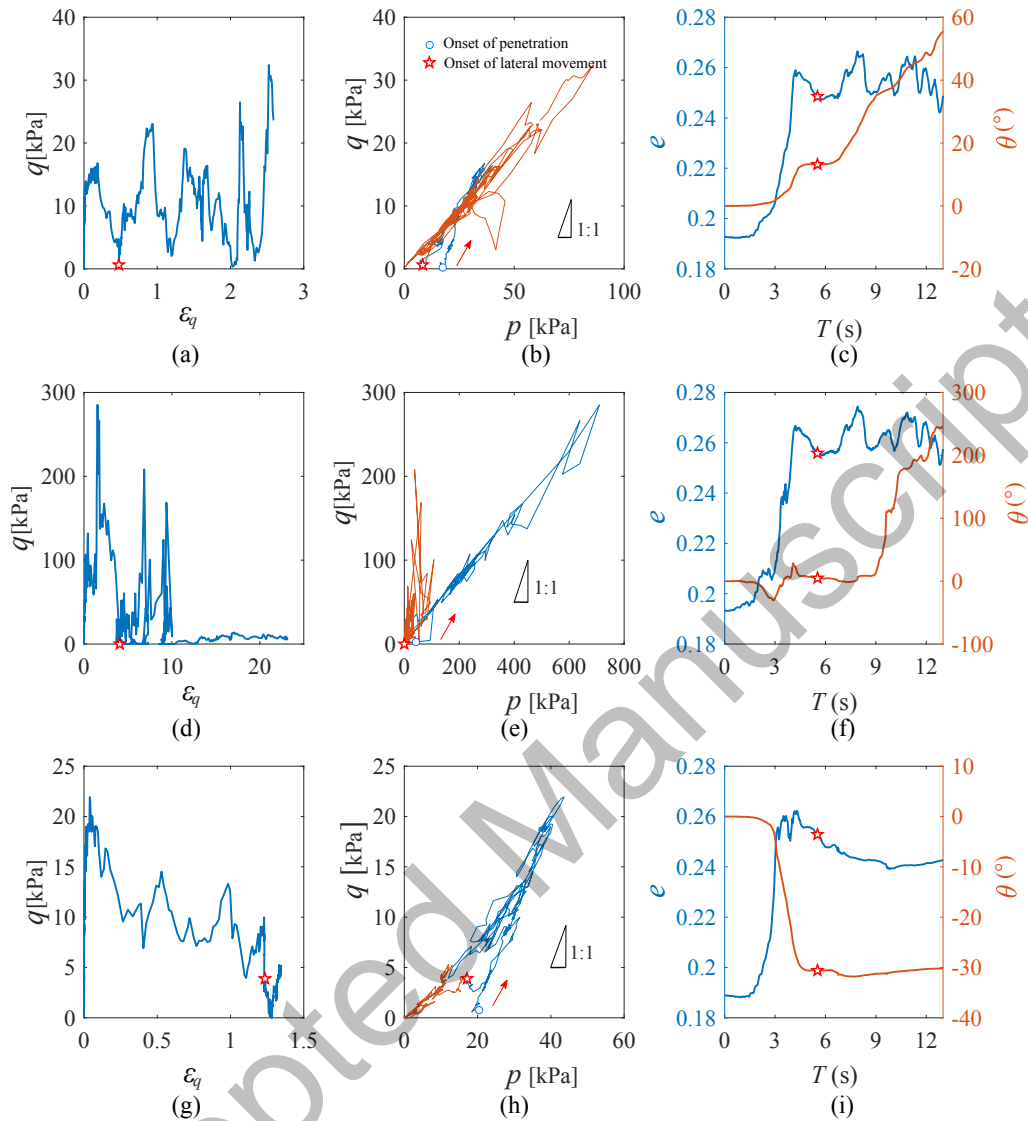 40
30
20
10
0
q[kPa]
0 1 2 3
εq
(a)
40
30
20
10
0
q [kPa]
Onset of penetration
Onset of lateral movement
1:1
0 50 100
p [kPa]
(b)
0.28
0.26
0.24
0.22
0.2
0.18
e
60
40
20
0
-20
θ (°)
0 3 6 9 12
T (s)
(c)
300
200
100
0
q[kPa]
0 10 20
εq
(d)
300
200
100
0
q[kPa]
1:1
0 200 400 600 800
p [kPa]
(e)
0.28
0.26
0.24
0.22
0.2
0.18
e
300
200
100
0
-100
θ (°)
0 3 6 9 12
T (s)
(f)
25
20
15
10
5
0
q[kPa]
0 0.5 1 1.5
εq
(g)
25
20
15
10
5
0
q [kPa]
1:1
0 20 40 60
p [kPa]
(h)
0.28
0.26
0.24
0.22
0.2
0.18
e
10
0
-10
-20
-30
-40
θ (°)
0 3 6 9 12
T (s)
(i)
epted Manuscript